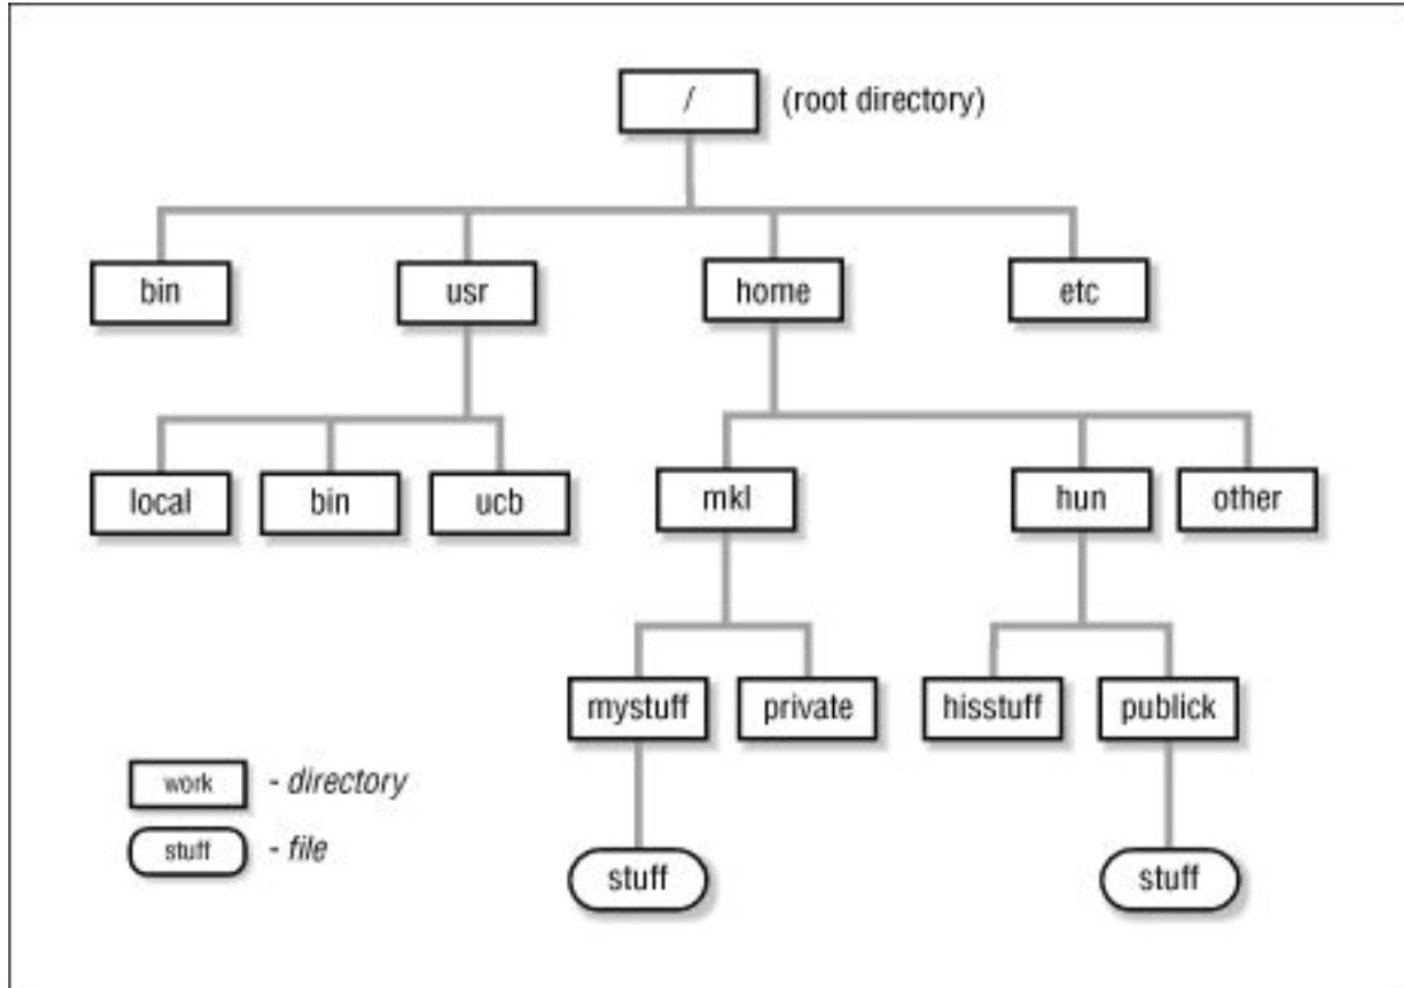 / (root directory)
bin usr home etc
local bin ucb mkl hun other
mystuff private hisstuff publick
work - directory
stuff - file
stuff stuff